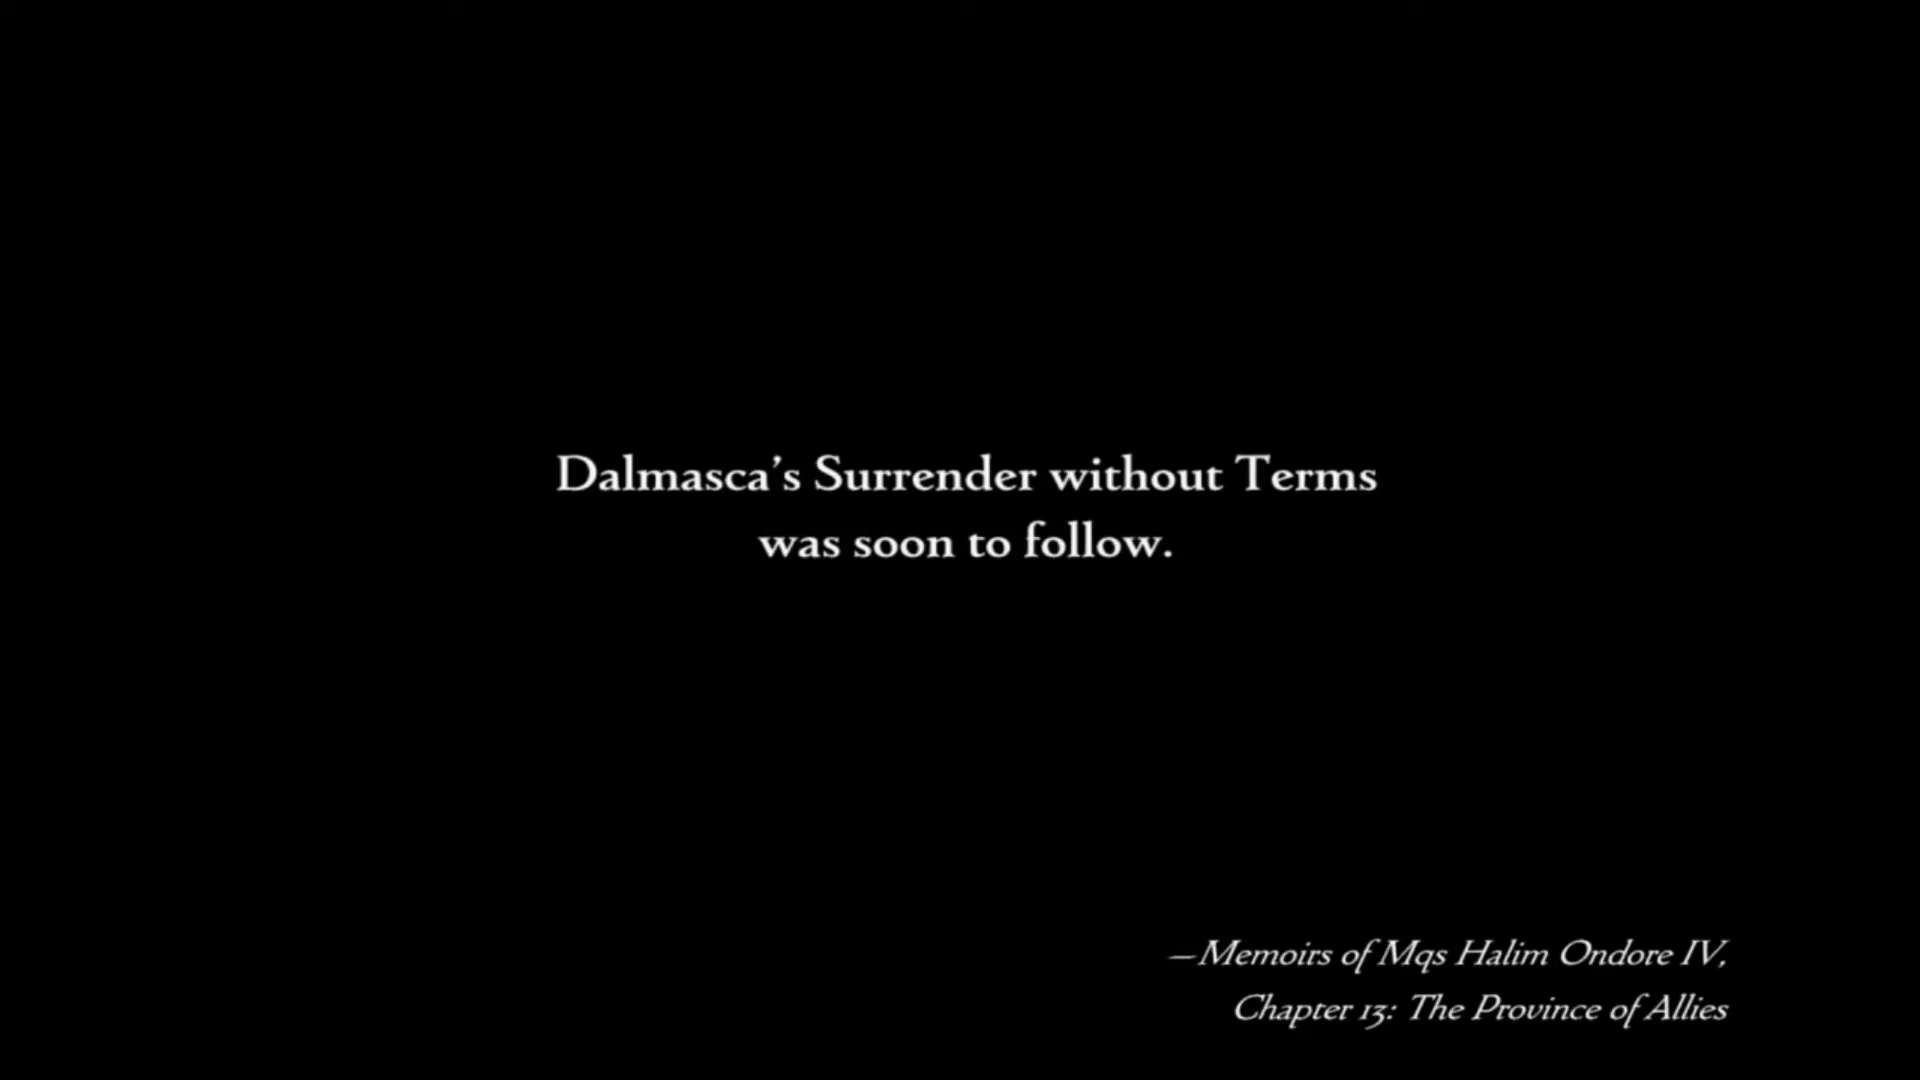 Dalmasca’s Surrender without Terms
was soon to follow.
—Memoirs of Mqs Halim Ondore IV,
Chapter 13: The Province of Allies